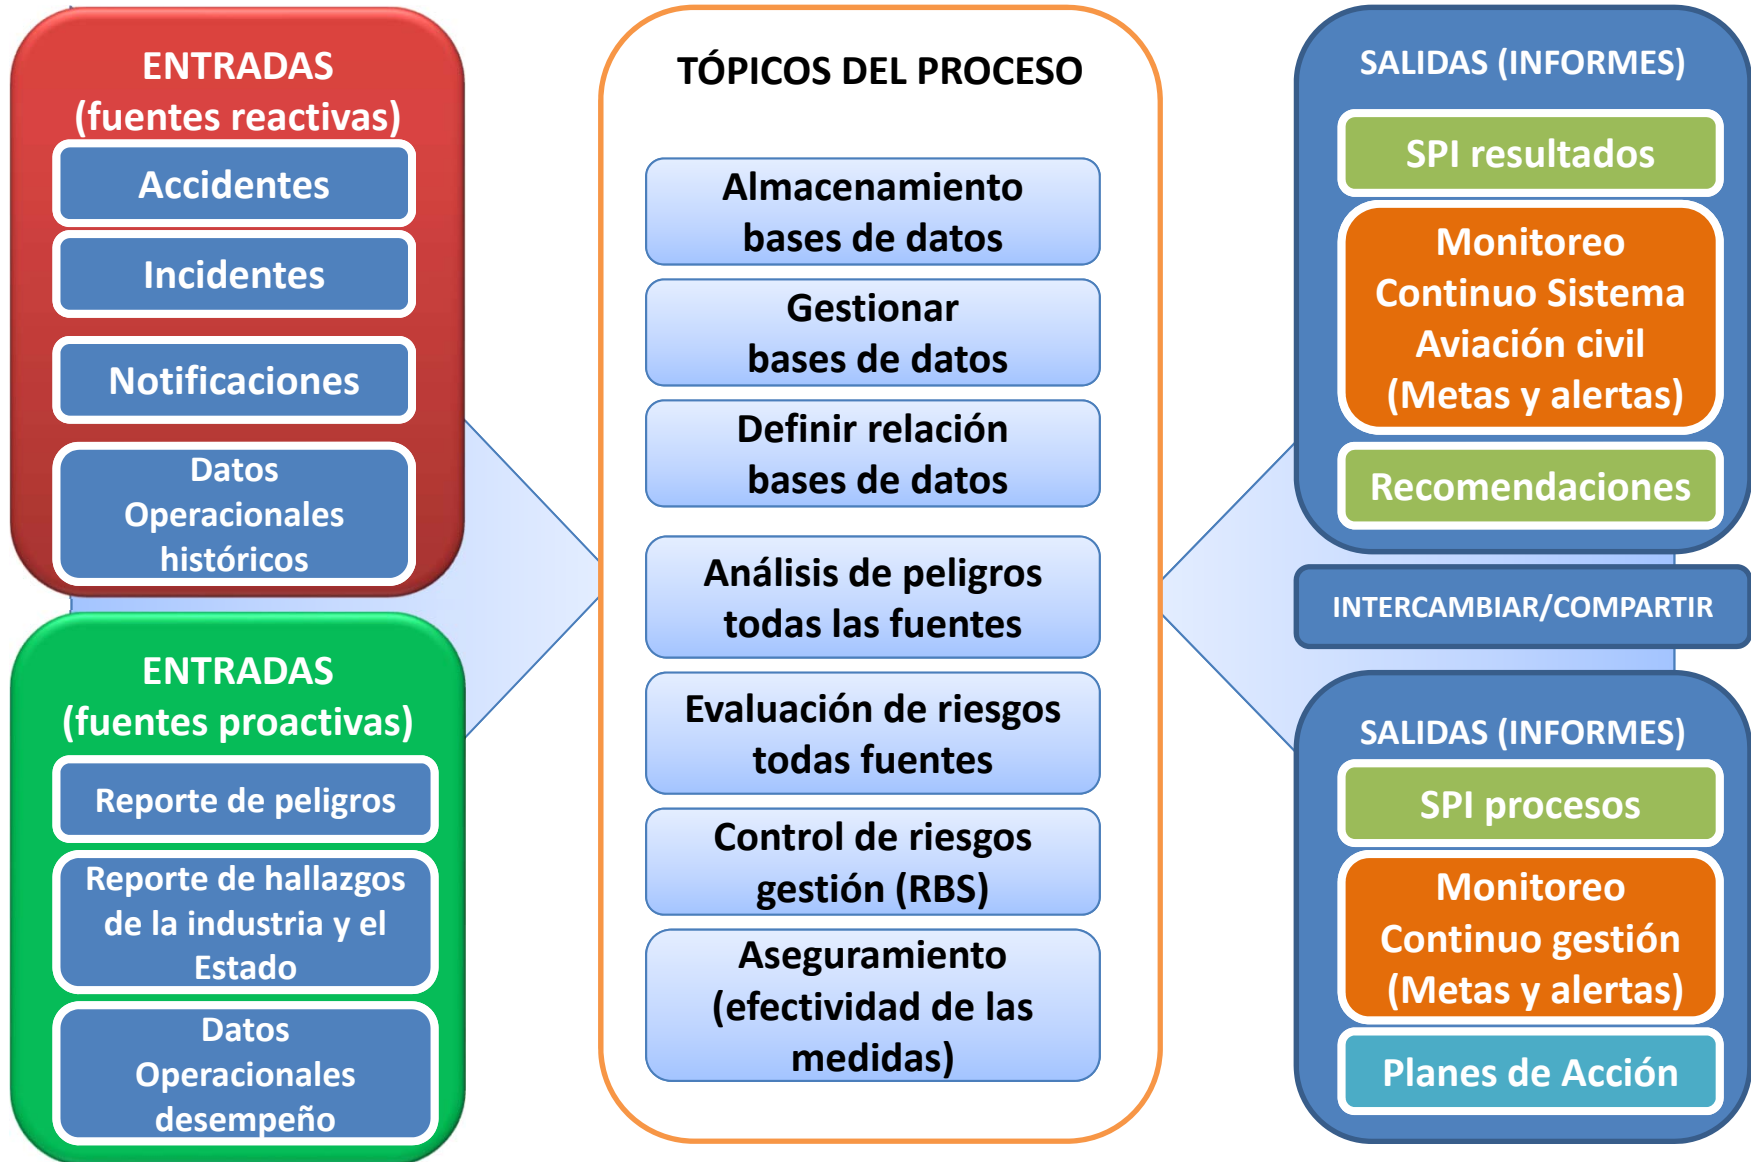 ENTRADAS
(fuentes reactivas)
Accidentes
Incidentes
Notificaciones
Datos
Operacionales
históricos
ENTRADAS
(fuentes proactivas)
Reporte de peligros
Reporte de hallazgos
de la industria y el
Estado
Datos
Operacionales
desempeño
TÓPICOS DEL PROCESO
Almacenamiento
bases de datos
Gestionar
bases de datos
Definir relación
bases de datos
Análisis de peligros
todas las fuentes
Evaluación de riesgos
todas fuentes
Control de riesgos
gestión (RBS)
Aseguramiento
(efectividad de las
medidas)
SALIDAS (INFORMES)
SPI resultados
Monitoreo
Continuo Sistema
Aviación civil
(Metas y alertas)
Recomendaciones
INTERCAMBIAR/COMPARTIR
SALIDAS (INFORMES)
SPI procesos
Monitoreo
Continuo gestión
(Metas y alertas)
Planes de Acción